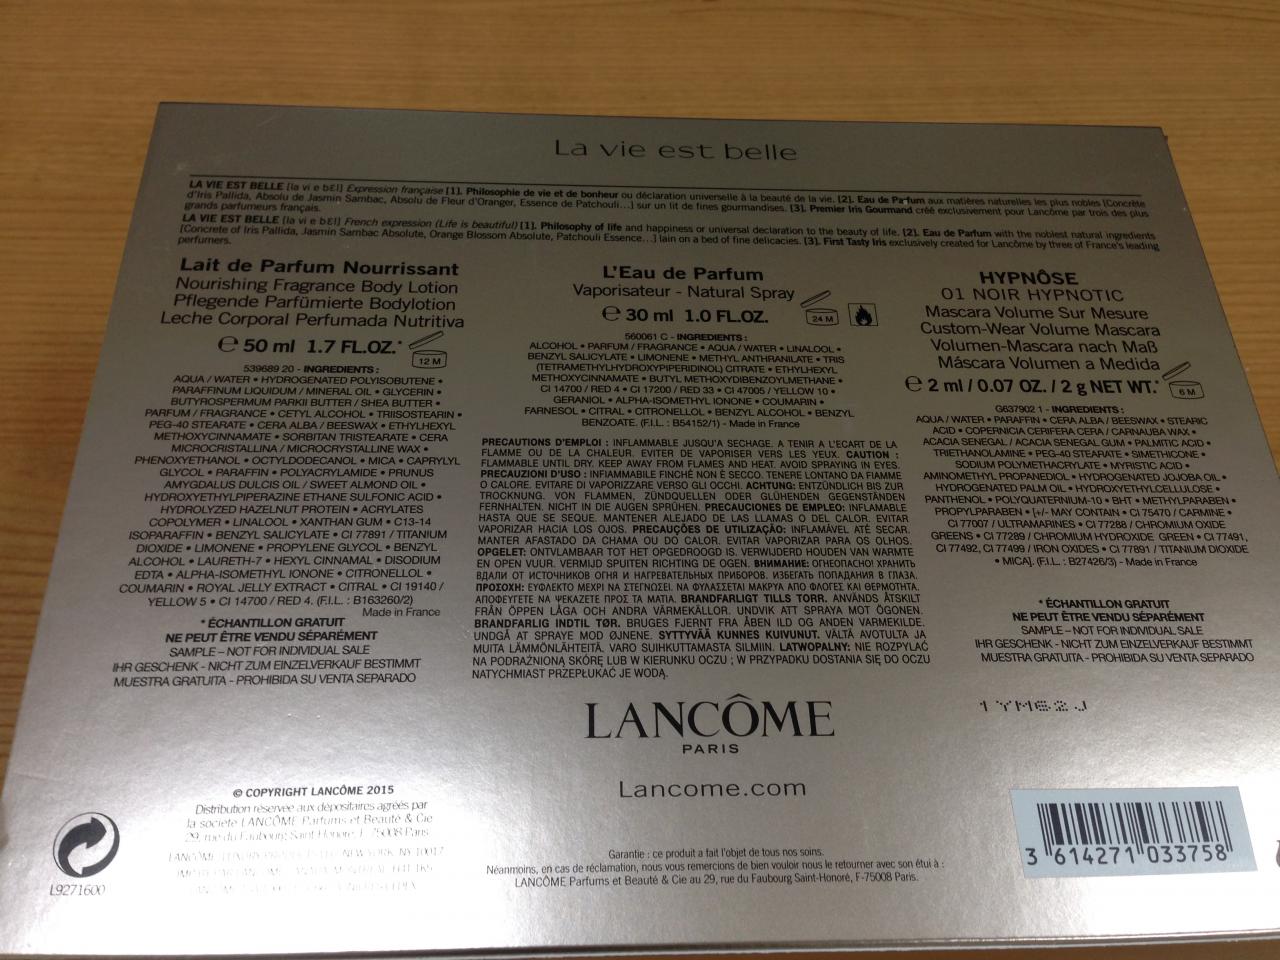 La vie est belle
LA VIE EST BELLE [la vi e bƐl] Expression française [1]. Philosophie de vie et de bonheur ou déclaration universelle à la beauté de la vie. [2]. Eau de Parfum aux matières naturelles les plus nobles [Concrète
d'Iris Pallida, Absolu de Jasmin Sambac, Absolu de Fleur d'Oranger, Essence de Patchouli...] sur un lit de fines gourmandises. [3]. Premier Iris Gourmand créé exclusivement pour Lancôme par trois des plus
grands parfumeurs français.
LA VIE EST BELLE [la vi e bƐl] French expression (Life is beautiful) [1]. Philosophy of life and happiness or universal declaration to the beauty of life. [2]. Eau de Parfum with the noblest natural ingredients
[Concrete of Iris Pallida, Jasmin Sambac Absolute, Orange Blossom Absolute, Patchouli Essence...] lain on a bed of fine delicacies. [3]. First Tasty Iris exclusively created for Lancôme by three of France's leading
perfumers.
Lait de Parfum Nourrissant
Nourishing Fragrance Body Lotion
Pflegende Parfümierte Bodylotion
Leche Corporal Perfumada Nutritiva
℮ 50 ml 1.7 FL.OZ.*
12 M
539689 20 - INGREDIENTS :
AQUA / WATER • HYDROGENATED POLYISOBUTENE •
PARAFFINUM LIQUIDUM / MINERAL OIL • GLYCERIN •
BUTYROSPERMUM PARKII BUTTER / SHEA BUTTER •
PARFUM / FRAGRANCE • CETYL ALCOHOL • TRIISOSTEARIN •
PEG-40 STEARATE • CERA ALBA / BEESWAX • ETHYLHEXYL
METHOXYCINNAMATE • SORBITAN TRISTEARATE • CERA
MICROCRISTALLINA / MICROCRYSTALLINE WAX •
PHENOXYETHANOL • OCTYLDODECANOL • MICA • CAPRYLYL
GLYCOL • PARAFFIN • POLYACRYLAMIDE • PRUNUS
AMYGDALUS DULCIS OIL / SWEET ALMOND OIL •
HYDROXYETHYLPIPERAZINE ETHANE SULFONIC ACID •
HYDROLYZED HAZELNUT PROTEIN • ACRYLATES
COPOLYMER • LINALOOL • XANTHAN GUM • C13-14
ISOPARAFFIN • BENZYL SALICYLATE • CI 77891 / TITANIUM
DIOXIDE • LIMONENE • PROPYLENE GLYCOL • BENZYL
ALCOHOL • LAURETH-7 • HEXYL CINNAMAL • DISODIUM
EDTA • ALPHA-ISOMETHYL IONONE • CITRONELLOL •
COUMARIN • ROYAL JELLY EXTRACT • CITRAL • CI 19140 /
YELLOW 5 • CI 14700 / RED 4. (F.I.L. : B163260/2)
Made in France
* ÉCHANTILLON GRATUIT
NE PEUT ÊTRE VENDU SÉPARÉMENT
SAMPLE – NOT FOR INDIVIDUAL SALE
IHR GESCHENK - NICHT ZUM EINZELVERKAUF BESTIMMT
MUESTRA GRATUITA - PROHIBIDA SU VENTA SEPARADO
L'Eau de Parfum
Vaporisateur - Natural Spray
℮ 30 ml 1.0 FL.OZ.
24 M
560061 C - INGREDIENTS :
ALCOHOL • PARFUM / FRAGRANCE • AQUA / WATER • LINALOOL •
BENZYL SALICYLATE • LIMONENE • METHYL ANTHRANILATE • TRIS
(TETRAMETHYLHYDROXYPIPERIDINOL) CITRATE • ETHYLHEXYL
METHOXYCINNAMATE • BUTYL METHOXYDIBENZOYLMETHANE •
CI 14700 / RED 4 • CI 17200 / RED 33 • CI 47005 / YELLOW 10 •
GERANIOL • ALPHA-ISOMETHYL IONONE • COUMARIN •
FARNESOL • CITRAL • CITRONELLOL • BENZYL ALCOHOL • BENZYL
BENZOATE. (F.I.L. : B54152/1) - Made in France
PRECAUTIONS D'EMPLOI : INFLAMMABLE JUSQU'A SECHAGE. A TENIR A L'ECART DE LA
FLAMME OU DE LA CHALEUR. EVITER DE VAPORISER VERS LES YEUX. CAUTION :
FLAMMABLE UNTIL DRY. KEEP AWAY FROM FLAMES AND HEAT. AVOID SPRAYING IN EYES.
PRECAUZIONI D'USO : INFIAMMABILE FINCHÈ NON È SECCO. TENERE LONTANO DA FIAMME
O CALORE. EVITARE DI VAPORIZZARE VERSO GLI OCCHI. ACHTUNG: ENTZÜNDLICH BIS ZUR
TROCKNUNG. VON FLAMMEN, ZÜNDQUELLEN ODER GLÜHENDEN GEGENSTÄNDEN
FERNHALTEN. NICHT IN DIE AUGEN SPRÜHEN. PRECAUCIONES DE EMPLEO: INFLAMABLE
HASTA QUE SE SEQUE. MANTENER ALEJADO DE LAS LLAMAS O DEL CALOR. EVITAR
VAPORIZAR HACIA LOS OJOS. PRECAUÇÕES DE UTILIZAÇÃO: INFLAMÁVEL ATÉ SECAR.
MANTER AFASTADO DA CHAMA OU DO CALOR. EVITAR VAPORIZAR PARA OS OLHOS.
OPGELET: ONTVLAMBAAR TOT HET OPGEDROOGD IS. VERWIJDERD HOUDEN VAN WARMTE
EN OPEN VUUR. VERMIJD SPUITEN RICHTING DE OGEN. ВНИМАНИЕ: ОГНЕОПАСНО! ХРАНИТЬ
ВДАЛИ ОТ ИСТОЧНИКОВ ОГНЯ И НАГРЕВАТЕЛЬНЫХ ПРИБОРОВ. ИЗБЕГАТЬ ПОПАДАНИЯ В ГЛАЗА.
ΠΡΟΣΟΧΗ: ΕΥΦΛΕΚΤΟ ΜΕΧΡΙ ΝΑ ΣΤΕΓΝΩΣΕΙ. ΝΑ ΦΥΛΑΣΣΕΤΑΙ ΜΑΚΡΥΑ ΑΠΟ ΦΛΟΓΕΣ ΚΑΙ ΘΕΡΜΟΤΗΤΑ.
ΑΠΟΦΕΥΓΕΤΕ ΝΑ ΨΕΚΑΖΕΤΕ ΠΡΟΣ ΤΑ ΜΑΤΙΑ. BRANDFARLIGT TILLS TORR. ANVÄNDS ÅTSKILT
FRÅN ÖPPEN LÅGA OCH ANDRA VÄRMEKÄLLOR. UNDVIK ATT SPRAYA MOT ÖGONEN.
BRANDFARLIG INDTIL TØR. BRUGES FJERNT FRA ÅBEN ILD OG ANDEN VARMEKILDE.
UNDGÅ AT SPRAYE MOD ØJNENE. SYTTYVÄÄ KUNNES KUIVUNUT. VÄLTÄ AVOTULTA JA
MUITA LÄMMÖNLÄHTEITÄ. VARO SUIHKUTTAMASTA SILMIIN. ŁATWOPALNY: NIE ROZPYLAĆ
NA PODRAŻNIONĄ SKÓRĘ LUB W KIERUNKU OCZU ; W PRZYPADKU DOSTANIA SIĘ DO OCZU
NATYCHMIAST PRZEPŁUKAĆ JE WODĄ.
HYPNÔSE
01 NOIR HYPNOTIC
Mascara Volume Sur Mesure
Custom-Wear Volume Mascara
Volumen-Mascara nach Maß
Máscara Volumen a Medida
℮ 2 ml / 0.07 OZ. / 2 g NET WT.*
6 M
G637902 1 - INGREDIENTS :
AQUA / WATER • PARAFFIN • CERA ALBA / BEESWAX • STEARIC
ACID • COPERNICIA CERIFERA CERA / CARNAUBA WAX •
ACACIA SENEGAL / ACACIA SENEGAL GUM • PALMITIC ACID •
TRIETHANOLAMINE • PEG-40 STEARATE • SIMETHICONE •
SODIUM POLYMETHACRYLATE • MYRISTIC ACID •
AMINOMETHYL PROPANEDIOL • HYDROGENATED JOJOBA OIL •
HYDROGENATED PALM OIL • HYDROXYETHYLCELLULOSE •
PANTHENOL • POLYQUATERNIUM-10 • BHT • METHYLPARABEN •
PROPYLPARABEN • [+/- MAY CONTAIN • CI 75470 / CARMINE •
CI 77007 / ULTRAMARINES • CI 77288 / CHROMIUM OXIDE
GREENS • CI 77289 / CHROMIUM HYDROXIDE GREEN • CI 77491,
CI 77492, CI 77499 / IRON OXIDES • CI 77891 / TITANIUM DIOXIDE
• MICA]. (F.I.L. : B27426/3) - Made in France
* ÉCHANTILLON GRATUIT
NE PEUT ÊTRE VENDU SÉPARÉMENT
SAMPLE – NOT FOR INDIVIDUAL SALE
IHR GESCHENK - NICHT ZUM EINZELVERKAUF BESTIMMT
MUESTRA GRATUITA - PROHIBIDA SU VENTA SEPARADO
1YM62J
LANCÔME
PARIS
Lancome.com
© COPYRIGHT LANCÔME 2015
Distribution réservée aux dépositaires agréés par
la société LANCÔME Parfums et Beauté & Cie
29, rue du Faubourg Saint-Honoré, F. 75008 Paris
LANCÔME LUXURY PRODUCTS LLC NEW YORK, NY 10017
L9271600
Garantie : ce produit a fait l'objet de tous nos soins.
Néanmoins, en cas de réclamation, nous vous remercions de bien vouloir nous le retourner avec son étui à :
LANCÔME Parfums et Beauté & Cie au 29, rue du Faubourg Saint-Honoré, F-75008 Paris.
3 614271 033758